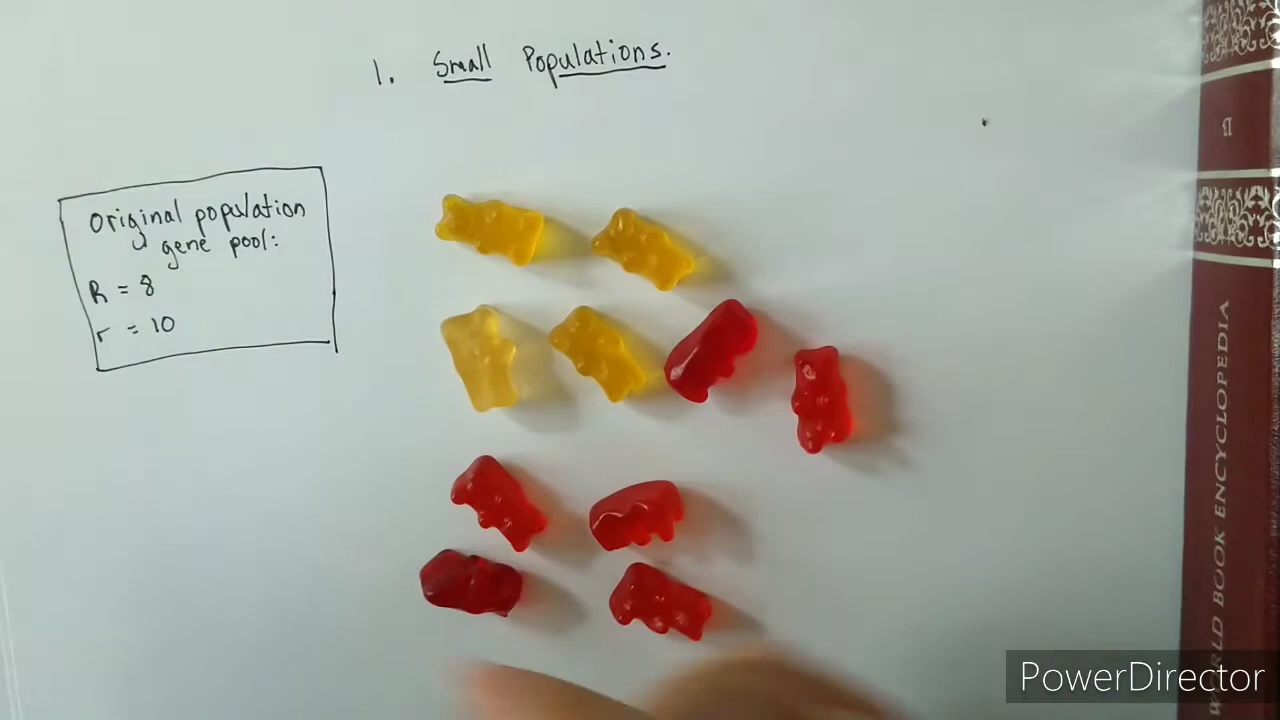 1. Small Populations.
Original population
gene pool:
R = 8
r = 10
WORLD BOOK ENCYCLOPEDIA
PowerDirector